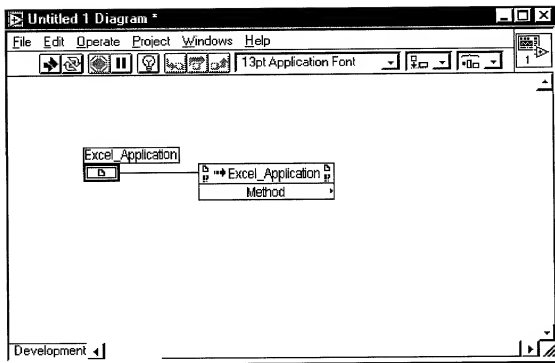 Untitled 1 Diagram *
File Edit Operate Project Windows Help
13pt Application Font
1
Excel_Application
Excel_Application
Method
Development